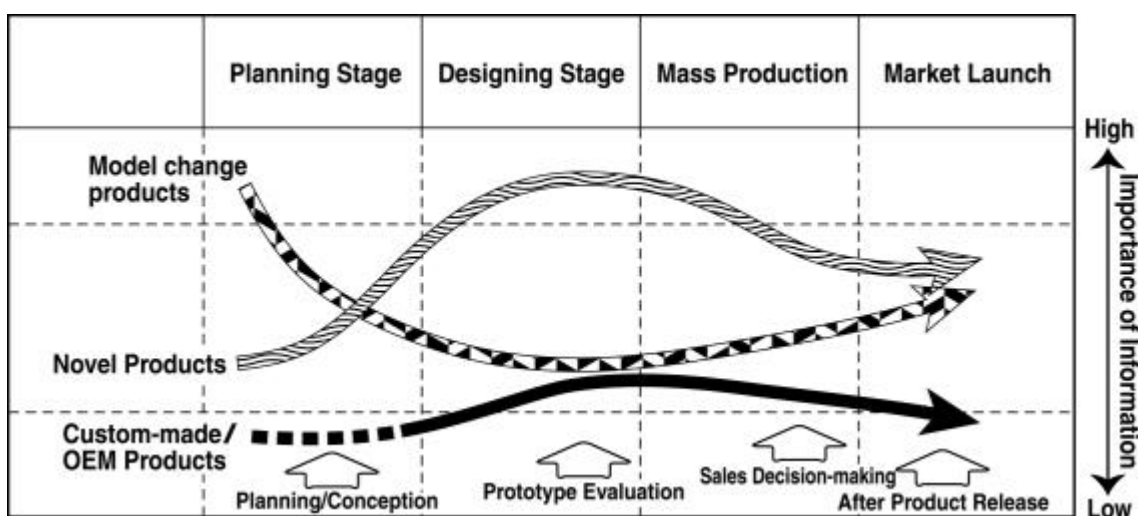 Planning Stage
Designing Stage
Mass Production
Market Launch
High
Model change
products
Novel Products
Custom-made/
OEM Products
Planning/Conception
Prototype Evaluation
Sales Decision-making
After Product Release
Importance of Information
Low